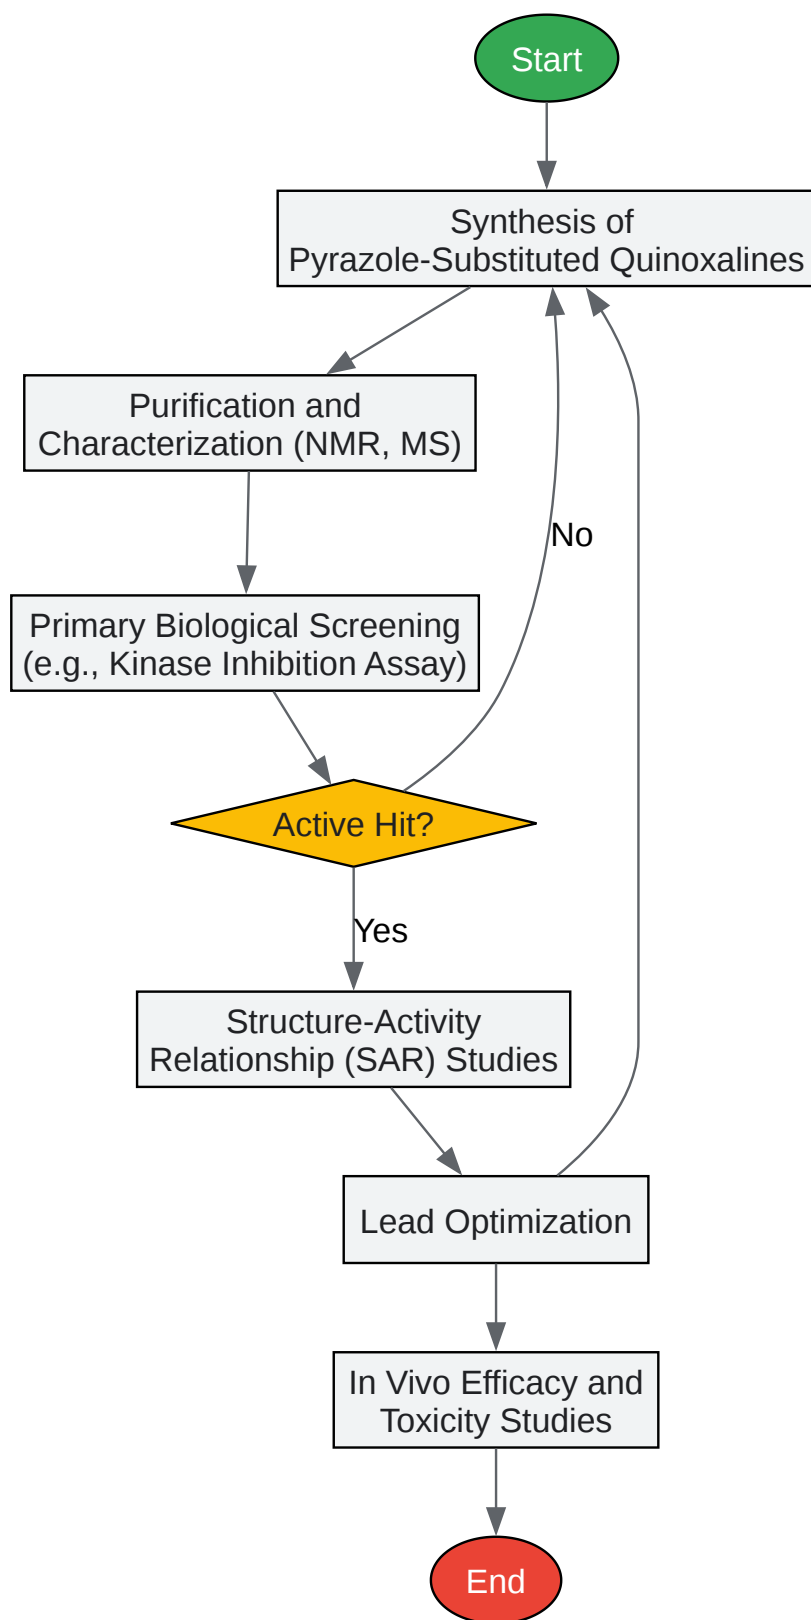 Start
Synthesis of
Pyrazole-Substituted Quinoxalines
Purification and
Characterization (NMR, MS)
No
Primary Biological Screening
(e.g., Kinase Inhibition Assay)
Active Hit?
Yes
Structure-Activity
Relationship (SAR) Studies
Lead Optimization
In Vivo Efficacy and
Toxicity Studies
End